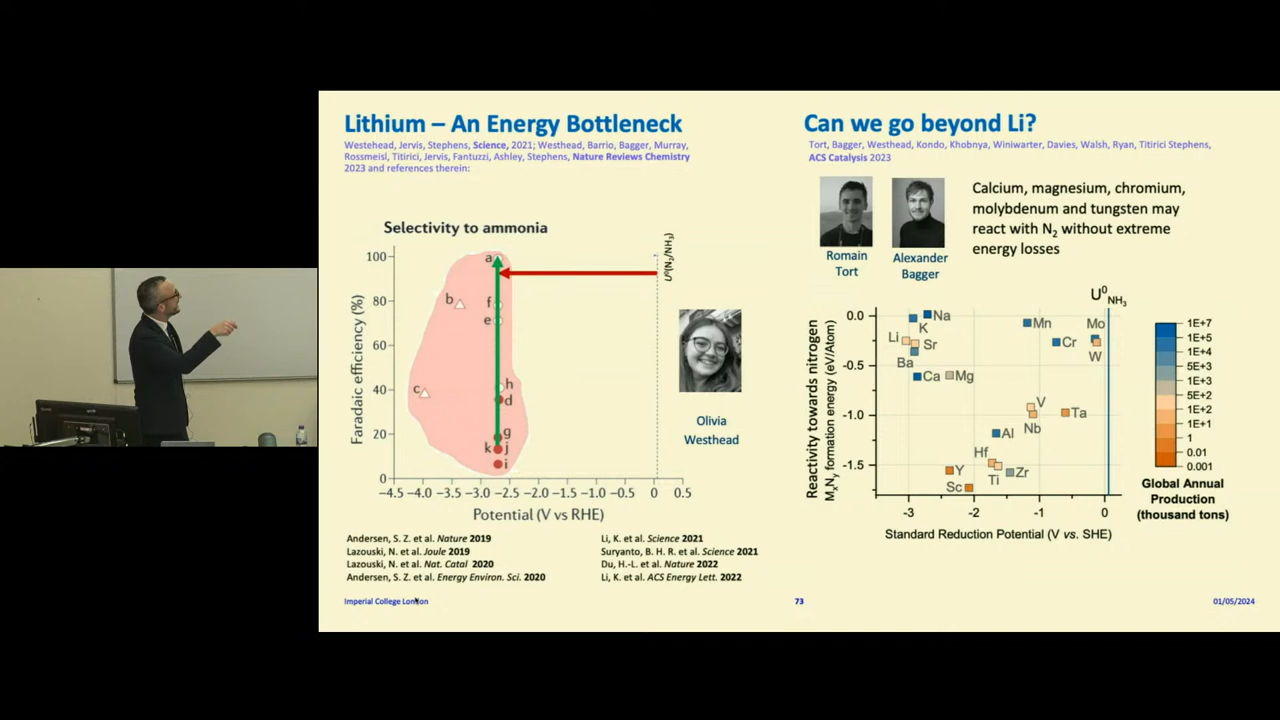 Lithium – An Energy Bottleneck
Westehead, Jervis, Stephens, Science, 2021; Westhead, Barrio, Bagger, Murray,
Rossmeisl, Titirici, Jervis, Fantuzzi, Ashley, Stephens, Nature Reviews Chemistry
2023 and references therein:
Selectivity to ammonia
U⁰(N₂/NH₃)
Faradaic efficiency (%)
100
80
60
40
20
0
a
b
f
e
c
h
d
g
k
j
i
−4.5 −4.0 −3.5 −3.0 −2.5 −2.0 −1.5 −1.0 −0.5 0 0.5
Potential (V vs RHE)
Olivia
Westhead
Andersen, S. Z. et al. Nature 2019
Lazouski, N. et al. Joule 2019
Lazouski, N. et al. Nat. Catal 2020
Andersen, S. Z. et al. Energy Environ. Sci. 2020
Li, K. et al. Science 2021
Suryanto, B. H. R. et al. Science 2021
Du, H.-L. et al. Nature 2022
Li, K. et al. ACS Energy Lett. 2022
Can we go beyond Li?
Tort, Bagger, Westhead, Kondo, Khobnya, Winiwarter, Davies, Walsh, Ryan, Titirici Stephens,
ACS Catalysis 2023
Romain
Tort
Alexander
Bagger
Calcium, magnesium, chromium,
molybdenum and tungsten may
react with N₂ without extreme
energy losses
U⁰NH₃
Reactivity towards nitrogen
MₓNᵧ formation energy (eV/Atom)
0.0
-0.5
-1.0
-1.5
Na
K
Li
Sr
Ba
Ca
Mg
Mn
Mo
Cr
W
V
Nb
Ta
Al
Hf
Ti
Zr
Y
Sc
-3 -2 -1 0
Standard Reduction Potential (V vs. SHE)
1E+7
1E+5
1E+4
5E+3
1E+3
5E+2
1E+2
1E+1
1
0.01
0.001
Global Annual
Production
(thousand tons)
Imperial College London
73
01/05/2024